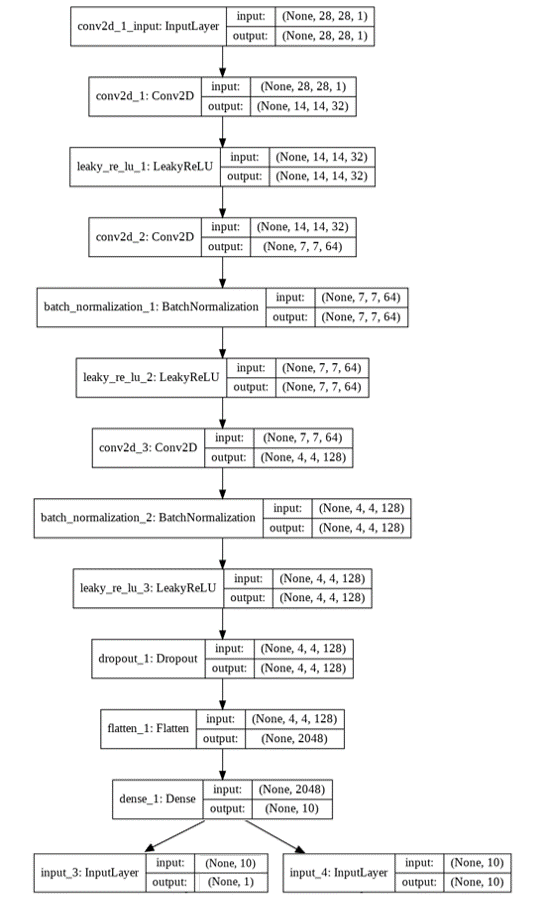 conv2d_1_input: InputLayer
input: (None, 28, 28, 1)
output: (None, 28, 28, 1)
conv2d_1: Conv2D
input: (None, 28, 28, 1)
output: (None, 14, 14, 32)
leaky_re_lu_1: LeakyReLU
input: (None, 14, 14, 32)
output: (None, 14, 14, 32)
conv2d_2: Conv2D
input: (None, 14, 14, 32)
output: (None, 7, 7, 64)
batch_normalization_1: BatchNormalization
input: (None, 7, 7, 64)
output: (None, 7, 7, 64)
leaky_re_lu_2: LeakyReLU
input: (None, 7, 7, 64)
output: (None, 7, 7, 64)
conv2d_3: Conv2D
input: (None, 7, 7, 64)
output: (None, 4, 4, 128)
batch_normalization_2: BatchNormalization
input: (None, 4, 4, 128)
output: (None, 4, 4, 128)
leaky_re_lu_3: LeakyReLU
input: (None, 4, 4, 128)
output: (None, 4, 4, 128)
dropout_1: Dropout
input: (None, 4, 4, 128)
output: (None, 4, 4, 128)
flatten_1: Flatten
input: (None, 4, 4, 128)
output: (None, 2048)
dense_1: Dense
input: (None, 2048)
output: (None, 10)
input_3: InputLayer
input: (None, 10)
output: (None, 1)
input_4: InputLayer
input: (None, 10)
output: (None, 10)